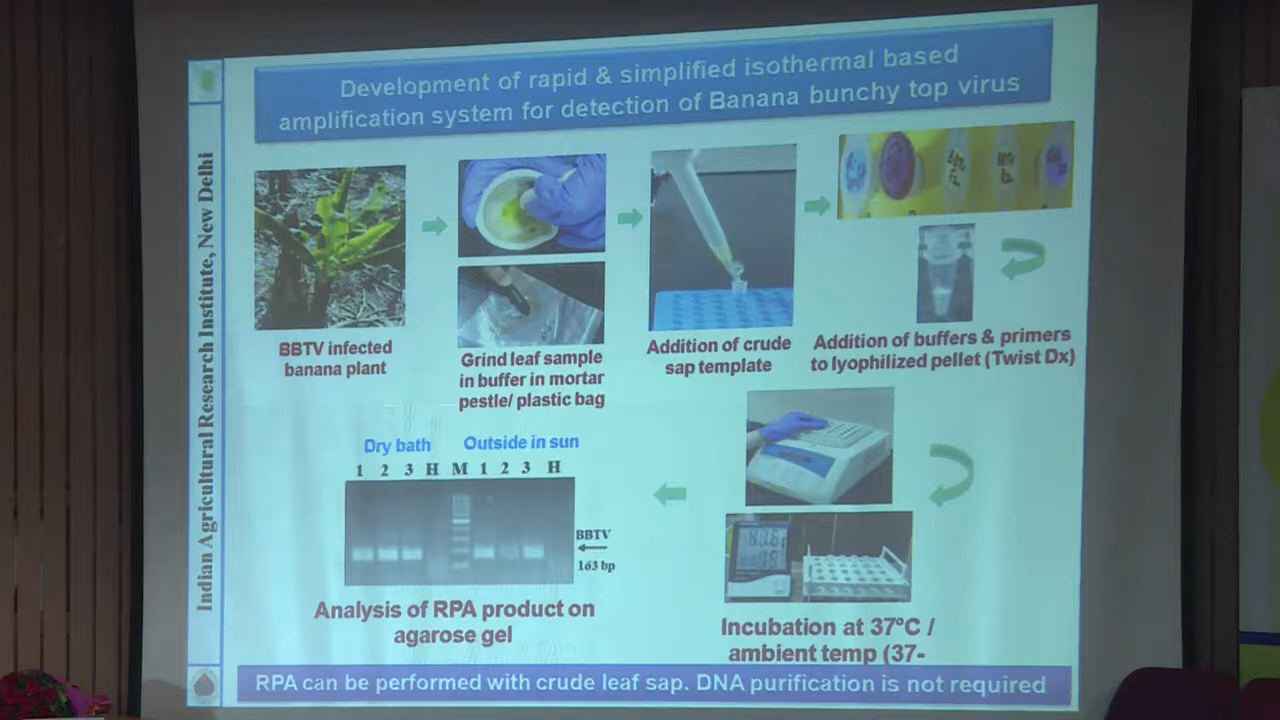 Development of rapid & simplified isothermal based
amplification system for detection of Banana bunchy top virus
Indian Agricultural Research Institute, New Delhi
BBTV infected
banana plant
Grind leaf sample
in buffer in mortar
pestle/ plastic bag
Addition of crude
sap template
Addition of buffers & primers
to lyophilized pellet (Twist Dx)
Dry bath Outside in sun
1 2 3 H M 1 2 3 H
BBTV
163 bp
Analysis of RPA product on
agarose gel
Incubation at 37°C /
ambient temp (37-
RPA can be performed with crude leaf sap. DNA purification is not required